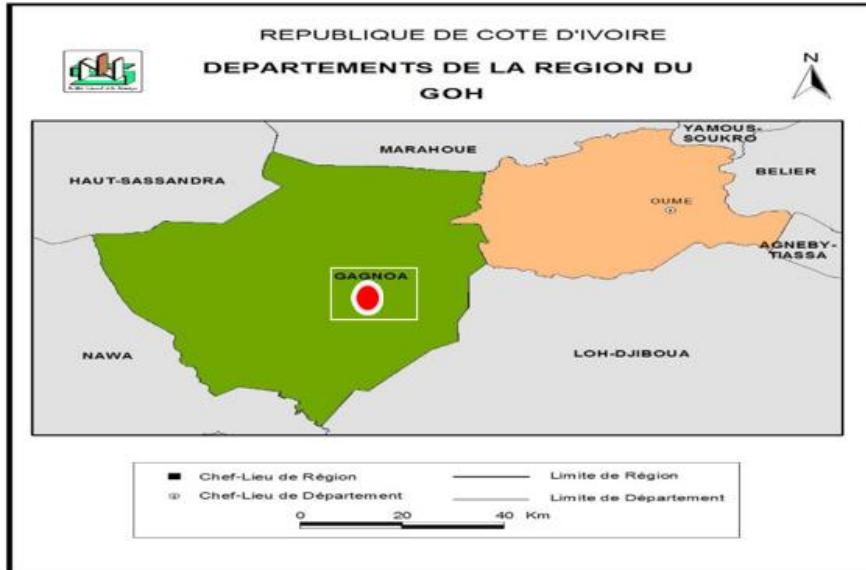 REPUBLIQUE DE COTE D'IVOIRE
DEPARTEMENTS DE LA REGION DU
GOH
N
YAMOUS-
SOUKRO
MARAHOUE
BELIER
HAUT-SASSANDRA
OUME
AGNEBY-
TIASSA
GAGNOA
NAWA
LOH-DJIBOUA
Chef-Lieu de Région
Limite de Région
Chef-Lieu de Département
Limite de Département
0 20 40 Km